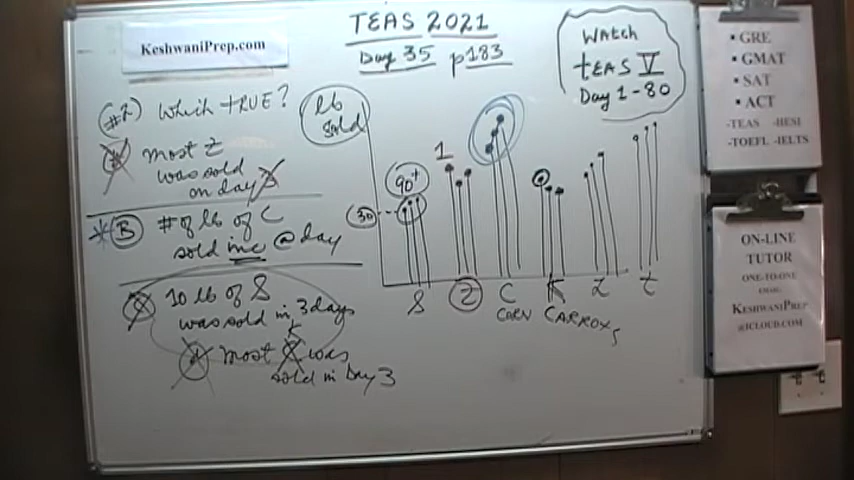 KeshwaniPrep.com
TEAS 2021
Day 35 p183
Watch
tEAS V
Day 1-80
(#2) Which tRUE?
most Z
was sold
on day 3
B # of lb of C
sold inc @ day
10 lb of S
was sold in 3 days
K
d most C was
sold in Day 3
lb
sold
30
90+
1
S Z C K Z t
CORN CARROTS
▪ GRE
▪ GMAT
▪ SAT
▪ ACT
-TEAS -HESI
-TOEFL -IELTS
ON-LINE
TUTOR
ONE-TO-ONE
EMAIL:
KESHWANIPREP
@ICLOUD.COM